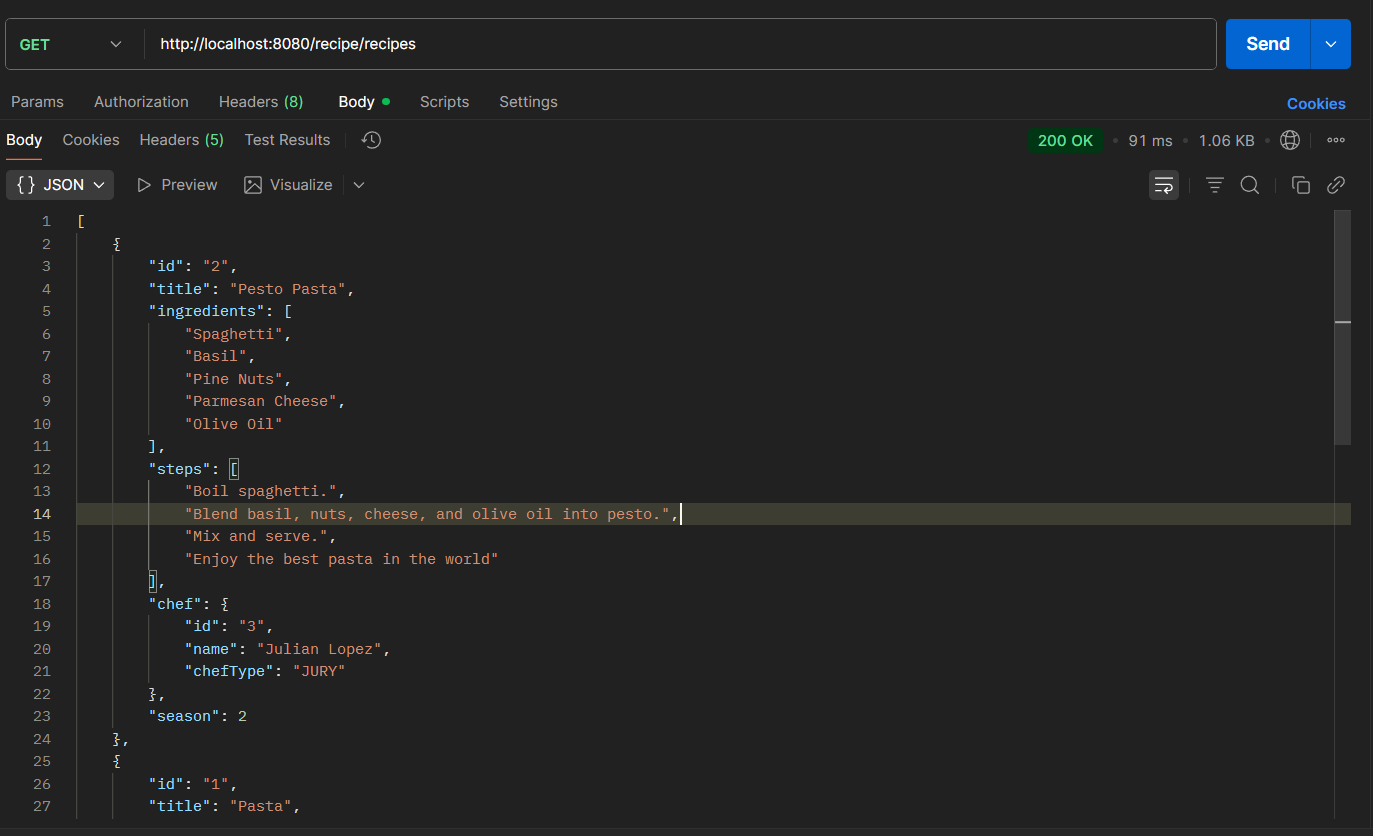 GET http://localhost:8080/recipe/recipes Send
Params Authorization Headers (8) Body Scripts Settings Cookies
Body Cookies Headers (5) Test Results 200 OK 91 ms 1.06 KB
{} JSON Preview Visualize
1 [
2 {
3 "id": "2",
4 "title": "Pesto Pasta",
5 "ingredients": [
6 "Spaghetti",
7 "Basil",
8 "Pine Nuts",
9 "Parmesan Cheese",
10 "Olive Oil"
11 ],
12 "steps": [
13 "Boil spaghetti.",
14 "Blend basil, nuts, cheese, and olive oil into pesto.",
15 "Mix and serve.",
16 "Enjoy the best pasta in the world"
17 ],
18 "chef": {
19 "id": "3",
20 "name": "Julian Lopez",
21 "chefType": "JURY"
22 },
23 "season": 2
24 },
25 {
26 "id": "1",
27 "title": "Pasta",